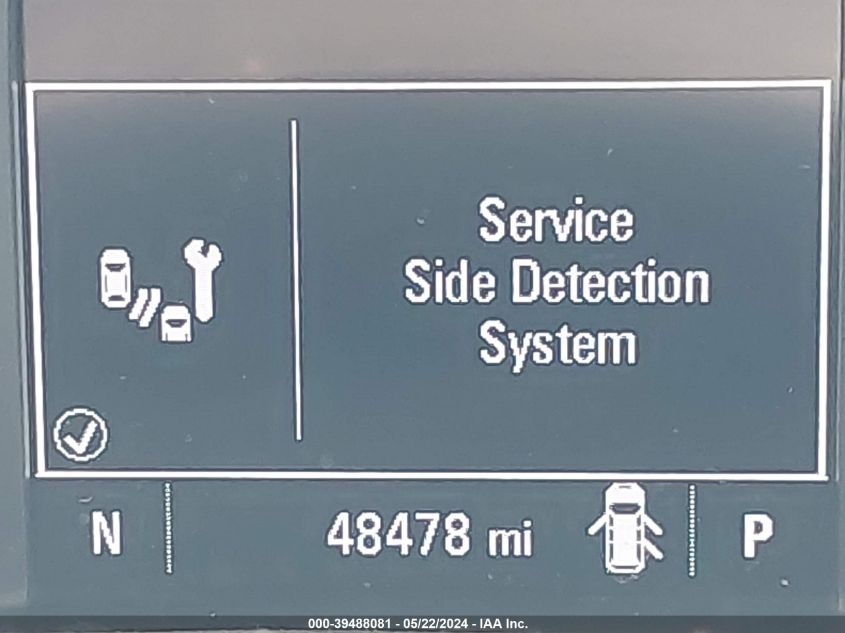 Service
Side Detection
System
N 48478 mi P
000-39488081 - 05/22/2024 - IAA Inc.